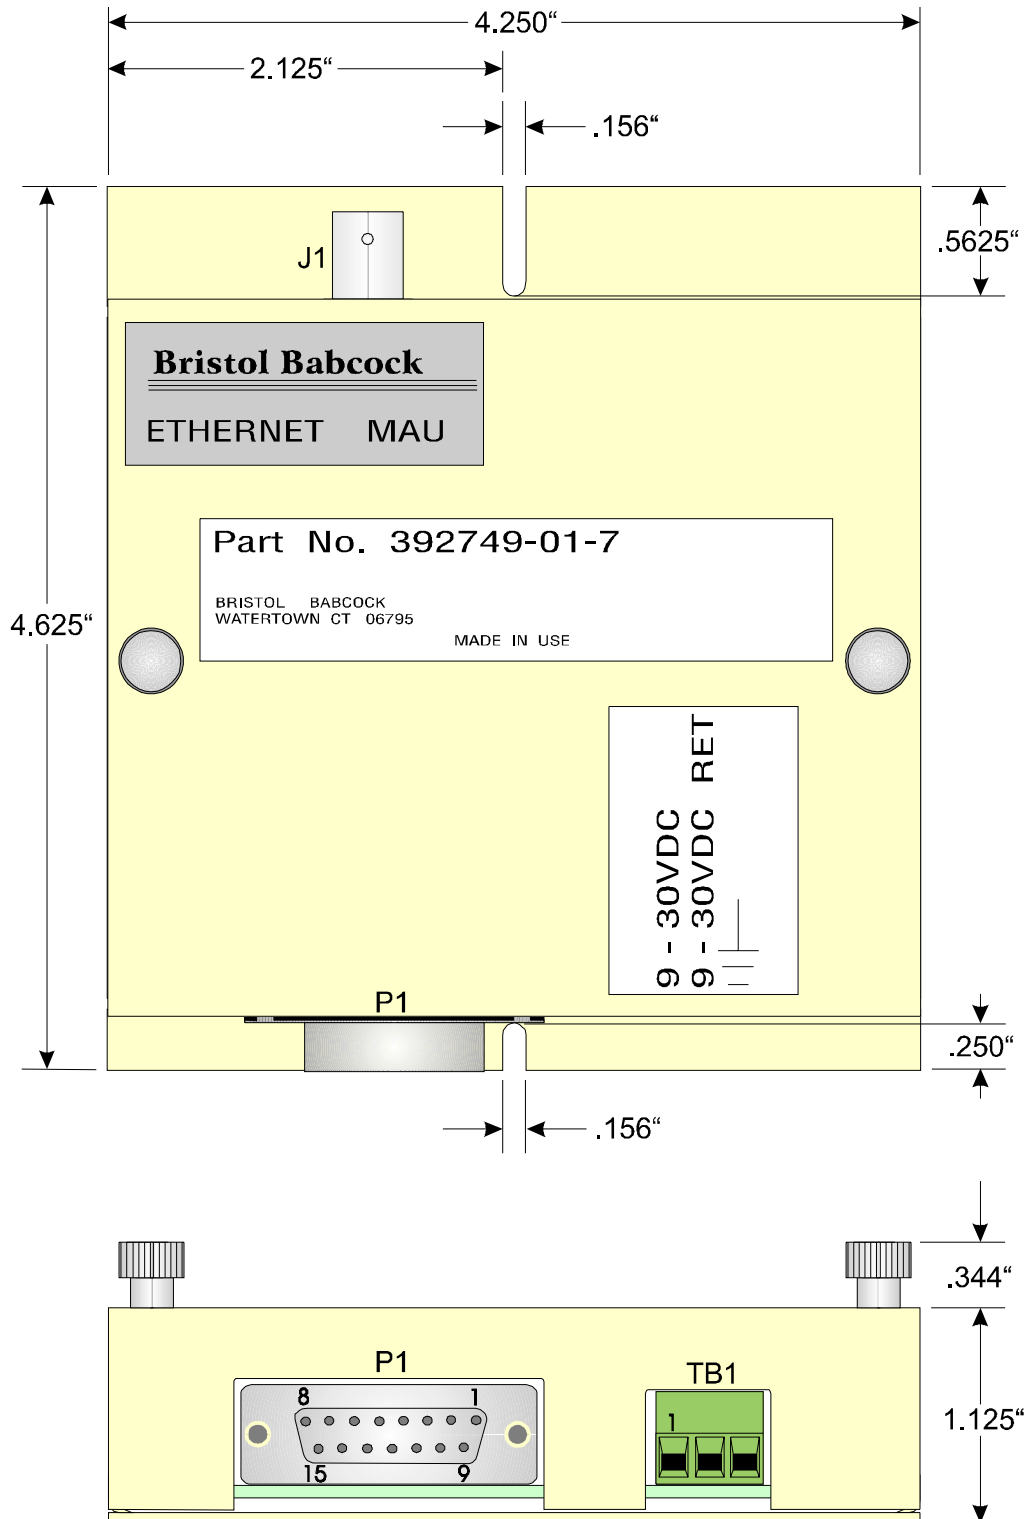 4.250“
2.125“
.156“
.5625“
J1
Bristol Babcock
ETHERNET MAU
Part No. 392749-01-7
BRISTOL BABCOCK
WATERTOWN CT 06795
MADE IN USE
4.625“
9 - 30VDC
9 - 30VDC RET
P1
.250“
.156“
.344“
P1
TB1
8
1
1
1.125“
15
9